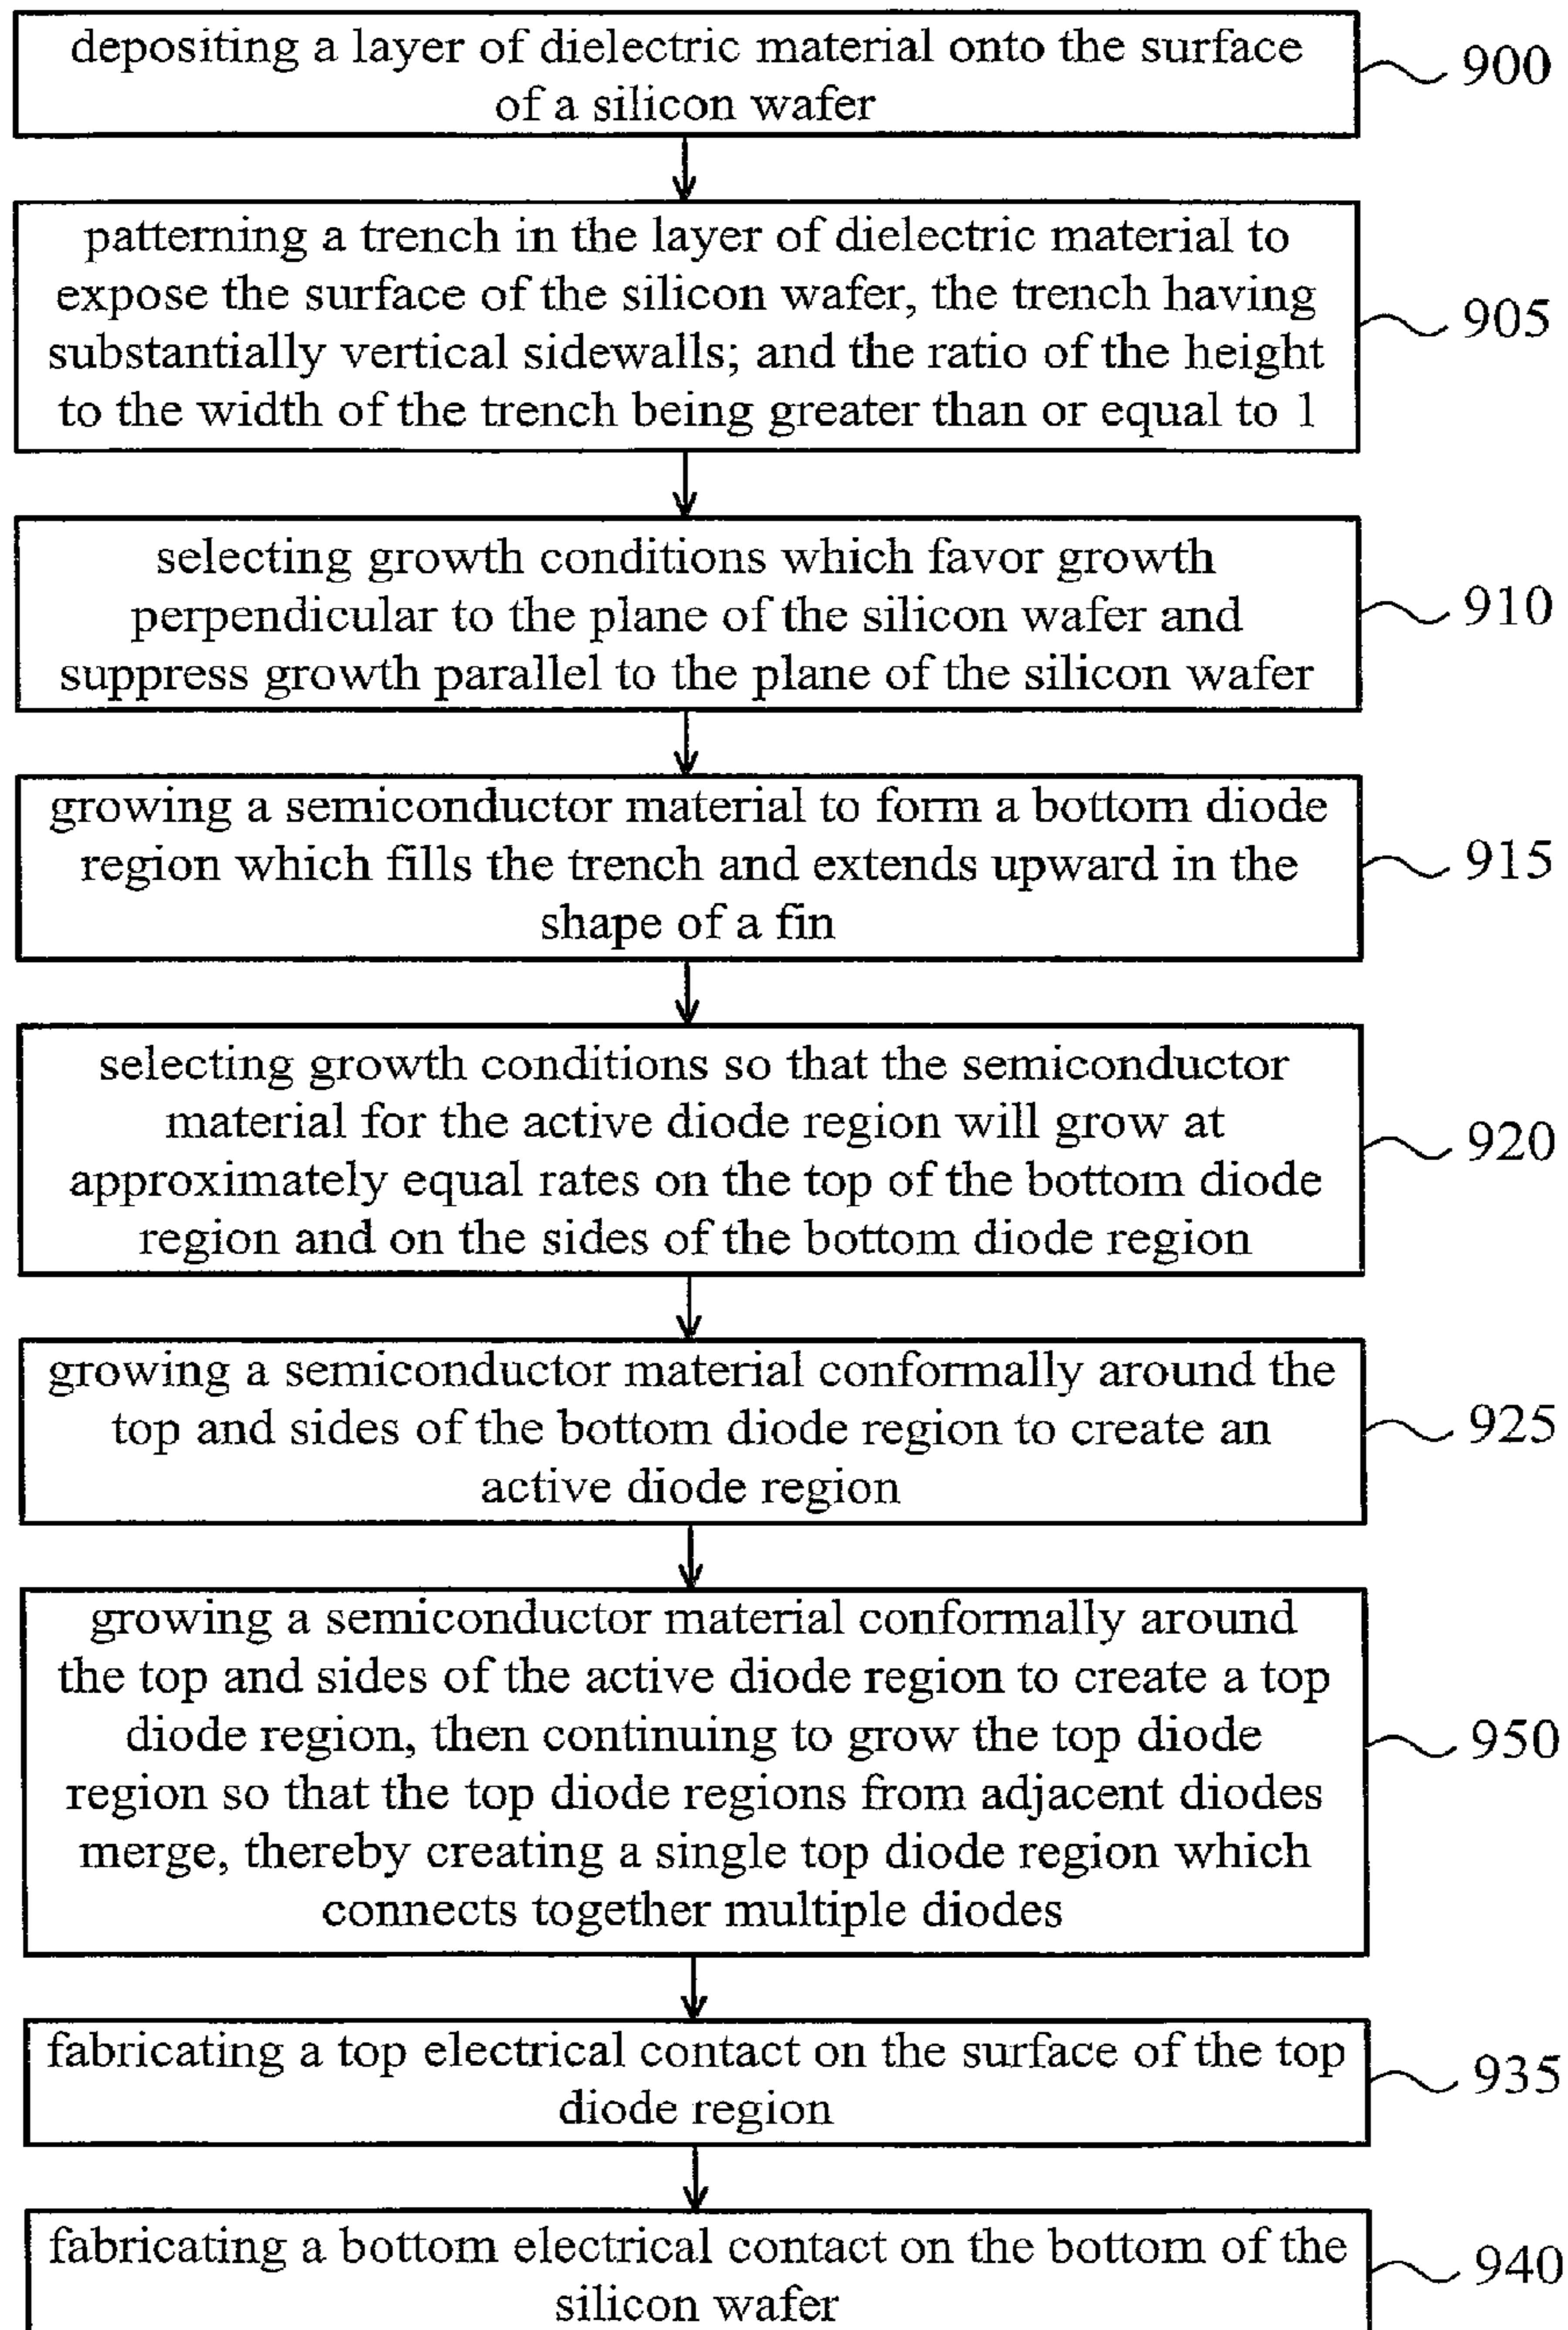 depositing a layer of dielectric material onto the surface
of a silicon wafer
900
patterning a trench in the layer of dielectric material to
expose the surface of the silicon wafer, the trench having
substantially vertical sidewalls; and the ratio of the height
to the width of the trench being greater than or equal to 1
905
selecting growth conditions which favor growth
perpendicular to the plane of the silicon wafer and
suppress growth parallel to the plane of the silicon wafer
910
growing a semiconductor material to form a bottom diode
region which fills the trench and extends upward in the
shape of a fin
915
selecting growth conditions so that the semiconductor
material for the active diode region will grow at
approximately equal rates on the top of the bottom diode
region and on the sides of the bottom diode region
920
growing a semiconductor material conformally around the
top and sides of the bottom diode region to create an
active diode region
925
growing a semiconductor material conformally around
the top and sides of the active diode region to create a top
diode region, then continuing to grow the top diode
region so that the top diode regions from adjacent diodes
merge, thereby creating a single top diode region which
connects together multiple diodes
950
fabricating a top electrical contact on the surface of the top
diode region
935
fabricating a bottom electrical contact on the bottom of the
silicon wafer
940